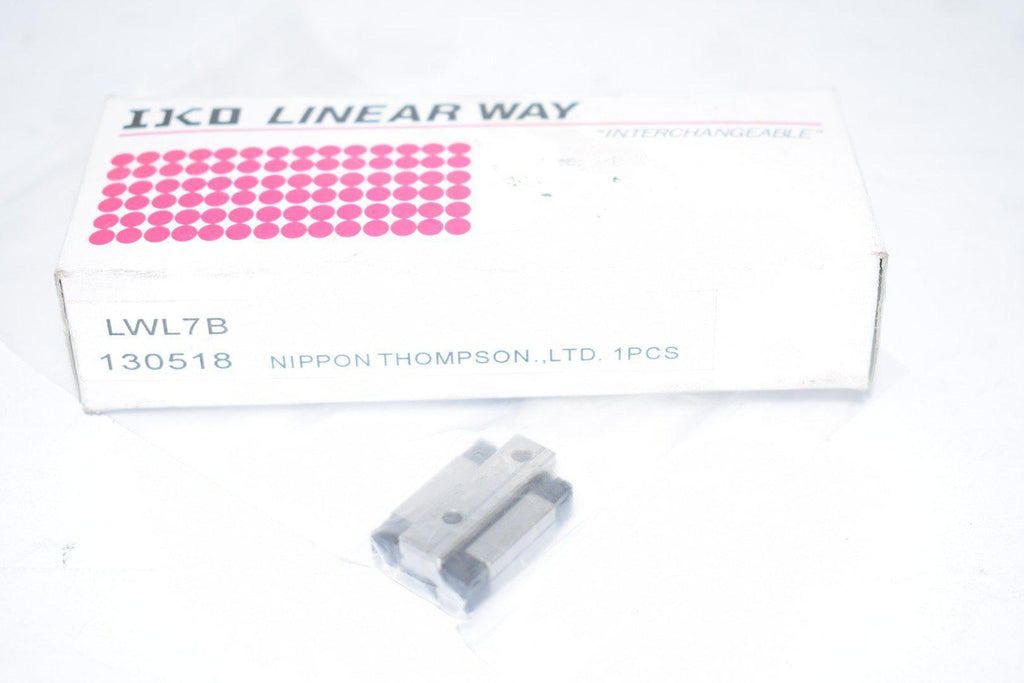 IKO LINEAR WAY
"INTERCHANGEABLE"
LWL7B
130518 NIPPON THOMPSON.,LTD. 1PCS